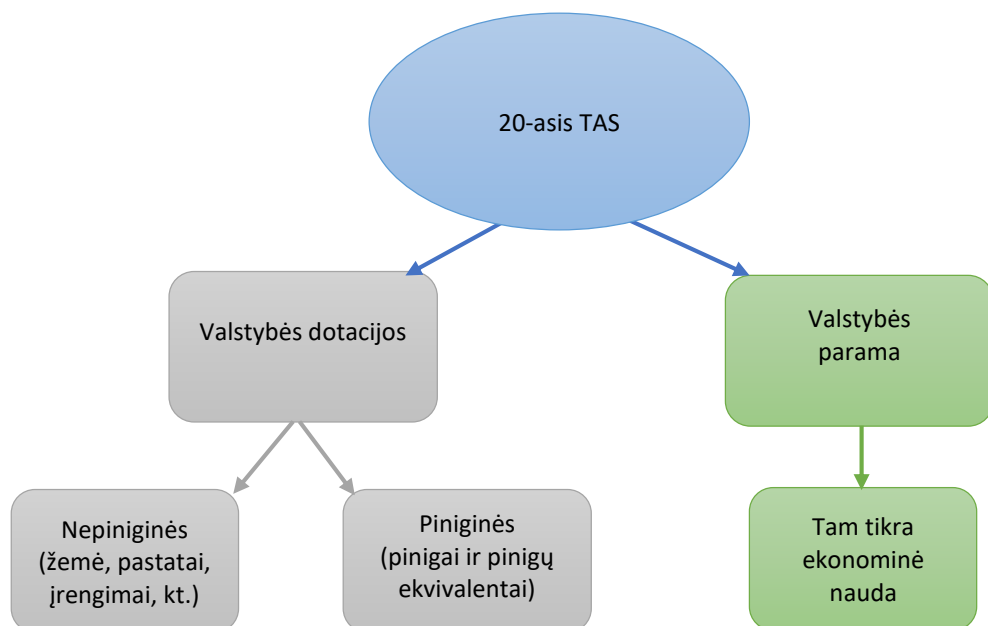 20-asis TAS
Valstybės dotacijos
Valstybės
parama
Nepiniginės
(žemė, pastatai,
įrengimai, kt.)
Piniginės
(pinigai ir pinigų
ekvivalentai)
Tam tikra
ekonominė
nauda